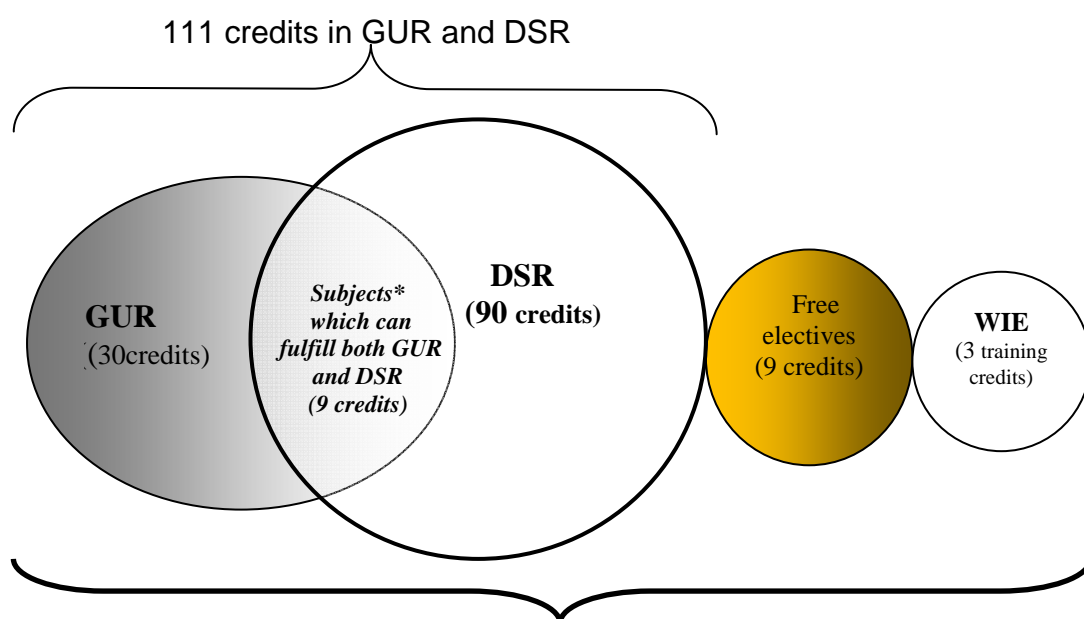 111 credits in GUR and DSR
GUR
(30credits)
Subjects*
which can
fulfill both GUR
and DSR
(9 credits)
DSR
(90 credits)
Free
electives
(9 credits)
WIE
(3 training
credits)